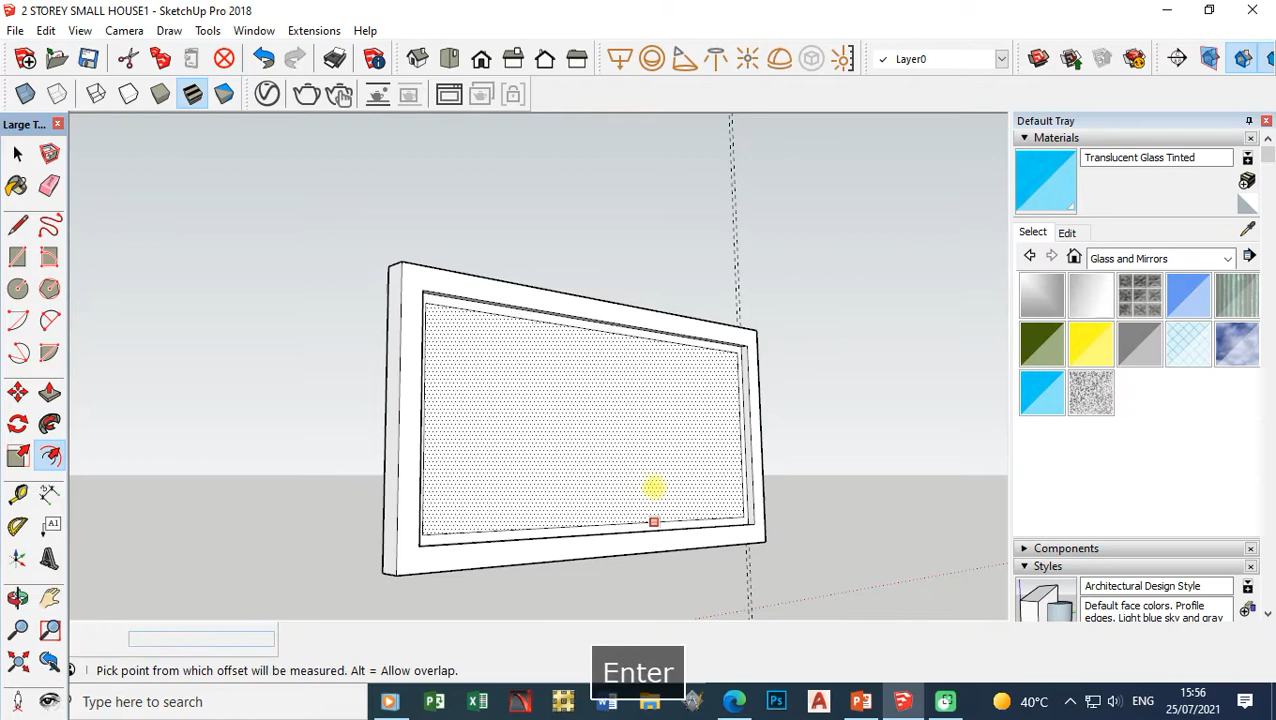 2 STOREY SMALL HOUSE1 - SketchUp Pro 2018
File Edit View Camera Draw Tools Window Extensions Help
Layer0
Large T...
Default Tray
Materials
Translucent Glass Tinted
Select Edit
Glass and Mirrors
A1
Components
Styles
Architectural Design Style
Default face colors. Profile
edges. Light blue sky and gray
Pick point from which offset will be measured. Alt = Allow overlap.
Enter
Type here to search
40°C
ENG
15:56
25/07/2021